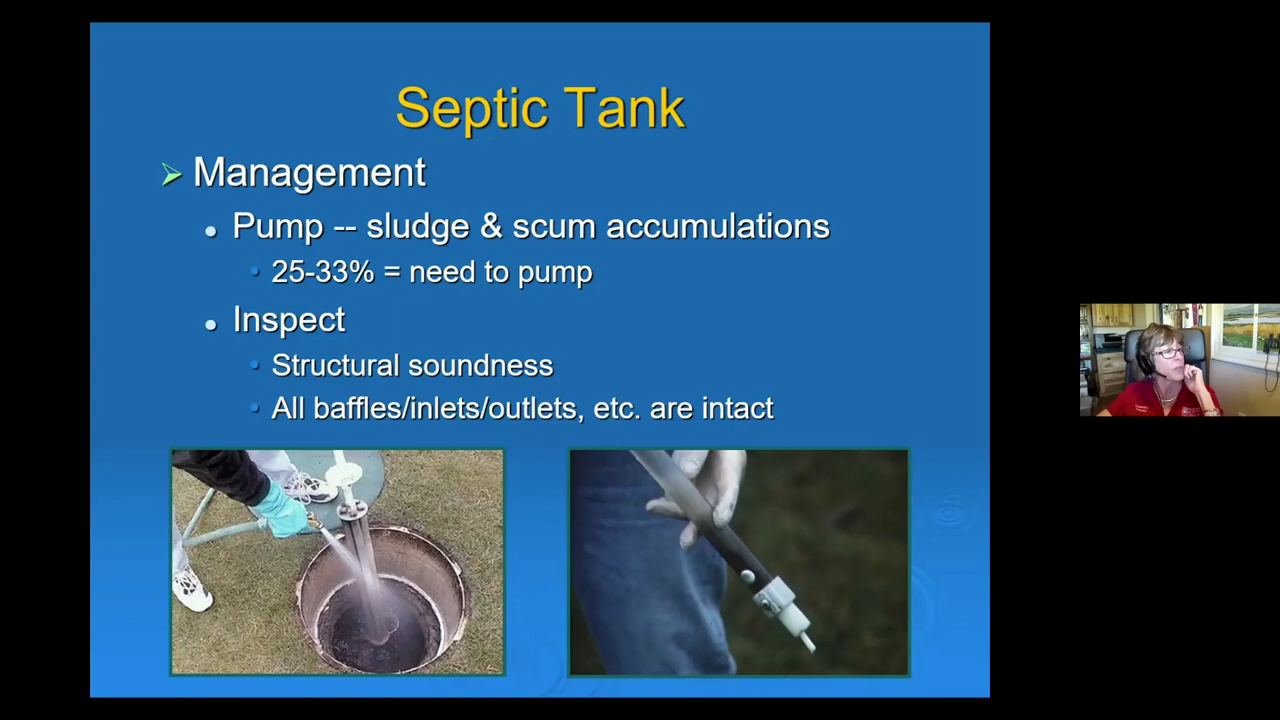 Septic Tank
Management
Pump -- sludge & scum accumulations
25-33% = need to pump
Inspect
Structural soundness
All baffles/inlets/outlets, etc. are intact